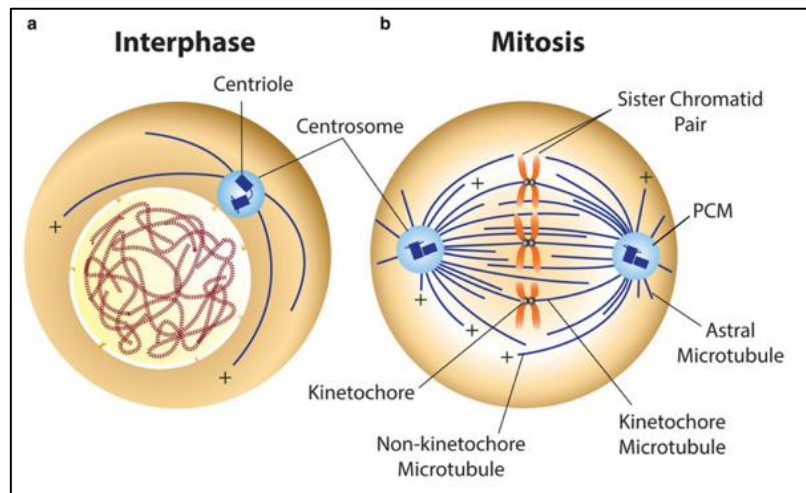 a
Interphase
b
Mitosis
Centriole
Centrosome
Sister Chromatid
Pair
+
+
+
+
PCM
+
+
+
Astral
Microtubule
Kinetochore
Kinetochore
Microtubule
Non-kinetochore
Microtubule